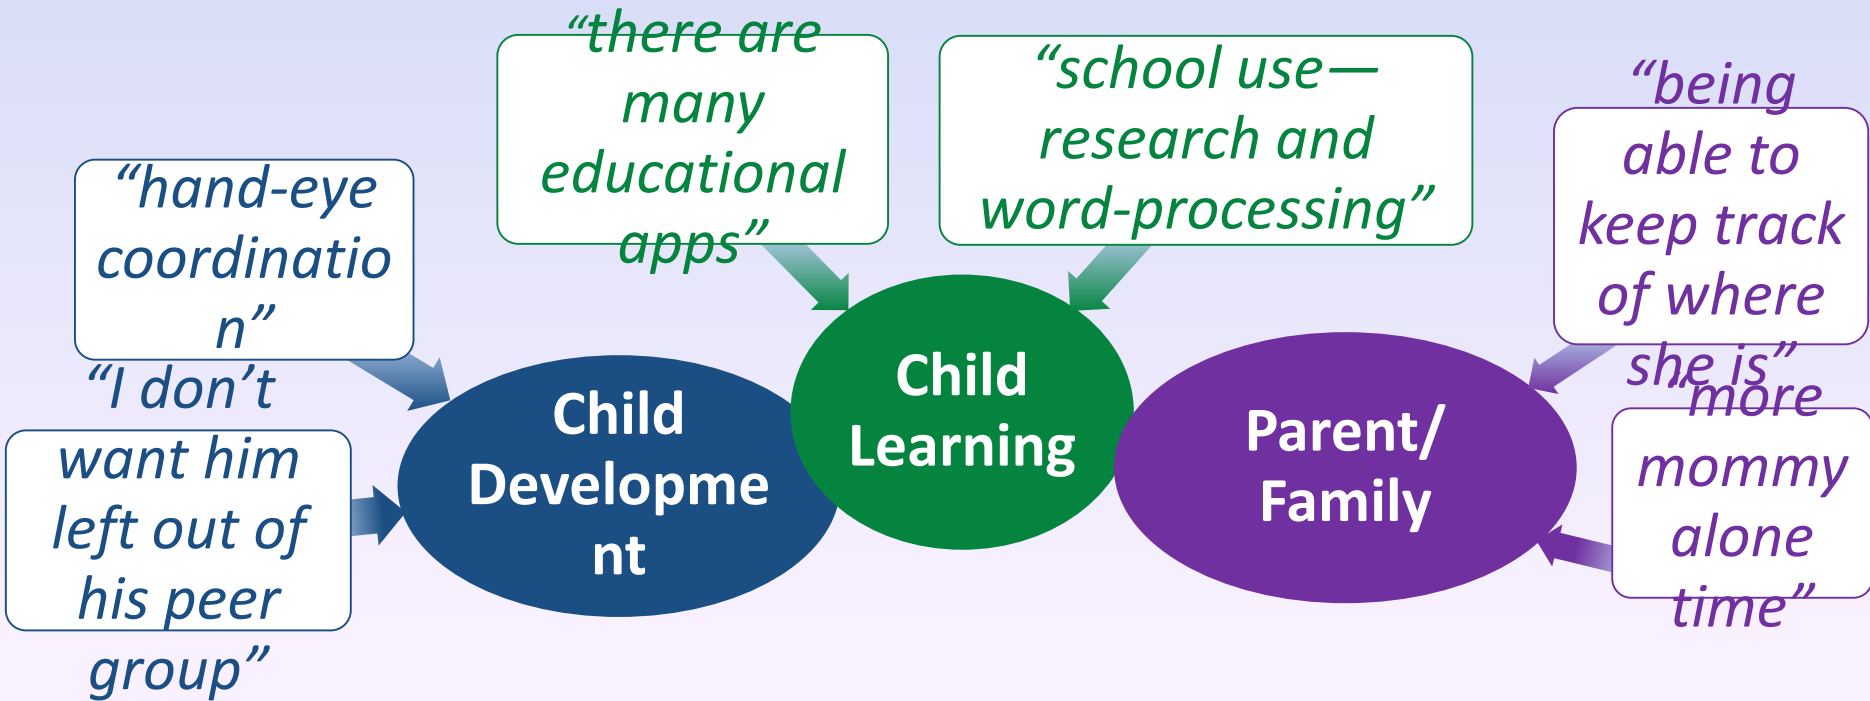 “there are
many
educational
apps”
“school use—
research and
word-processing”
“being
able to
keep track
of where
she is”
“hand-eye
coordinatio
n”
“I don’t
want him
left out of
his peer
group”
Child
Developme
nt
Child
Learning
Parent/
Family
“more
mommy
alone
time”